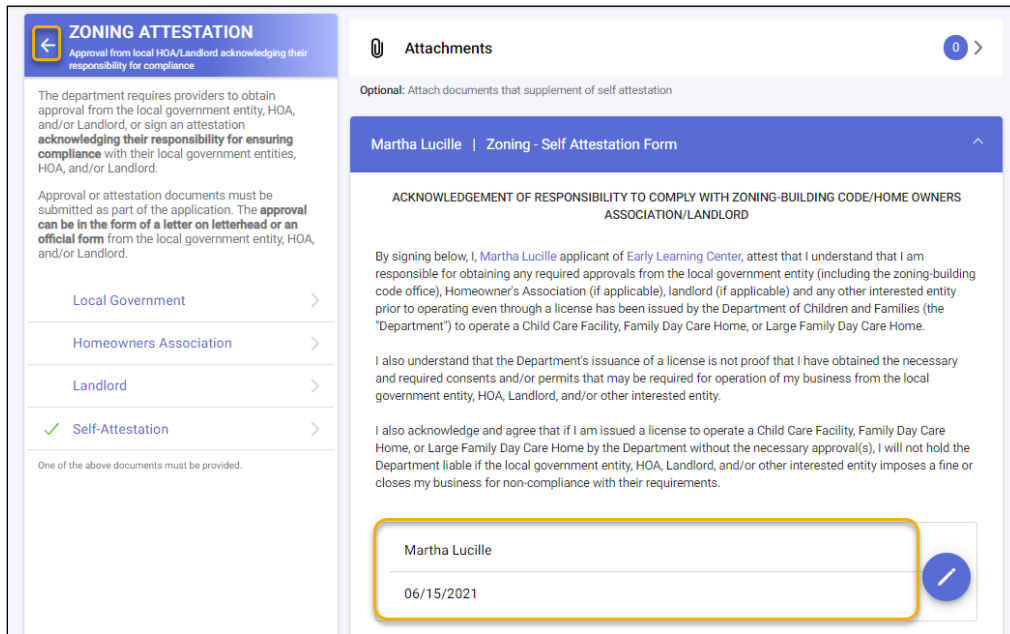 ZONING ATTESTATION
Approval from local HOA/Landlord acknowledging their
responsibility for compliance
The department requires providers to obtain
approval from the local government entity, HOA,
and/or Landlord, or sign an attestation
acknowledging their responsibility for ensuring
compliance with their local government entities,
HOA, and/or Landlord.
Approval or attestation documents must be
submitted as part of the application. The approval
can be in the form of a letter on letterhead or an
official form from the local government entity, HOA,
and/or Landlord.
Local Government
Homeowners Association
Landlord
Self-Attestation
One of the above documents must be provided.
Attachments
0
Optional: Attach documents that supplement of self attestation
Martha Lucille | Zoning - Self Attestation Form
ACKNOWLEDGEMENT OF RESPONSIBILITY TO COMPLY WITH ZONING-BUILDING CODE/HOME OWNERS
ASSOCIATION/LANDLORD
By signing below, I, Martha Lucille applicant of Early Learning Center, attest that I understand that I am
responsible for obtaining any required approvals from the local government entity (including the zoning-building
code office), Homeowner's Association (if applicable), landlord (if applicable) and any other interested entity
prior to operating even through a license has been issued by the Department of Children and Families (the
"Department") to operate a Child Care Facility, Family Day Care Home, or Large Family Day Care Home.
I also understand that the Department's issuance of a license is not proof that I have obtained the necessary
and required consents and/or permits that may be required for operation of my business from the local
government entity, HOA, Landlord, and/or other interested entity.
I also acknowledge and agree that if I am issued a license to operate a Child Care Facility, Family Day Care
Home, or Large Family Day Care Home by the Department without the necessary approval(s), I will not hold the
Department liable if the local government entity, HOA, Landlord, and/or other interested entity imposes a fine or
closes my business for non-compliance with their requirements.
Martha Lucille
06/15/2021